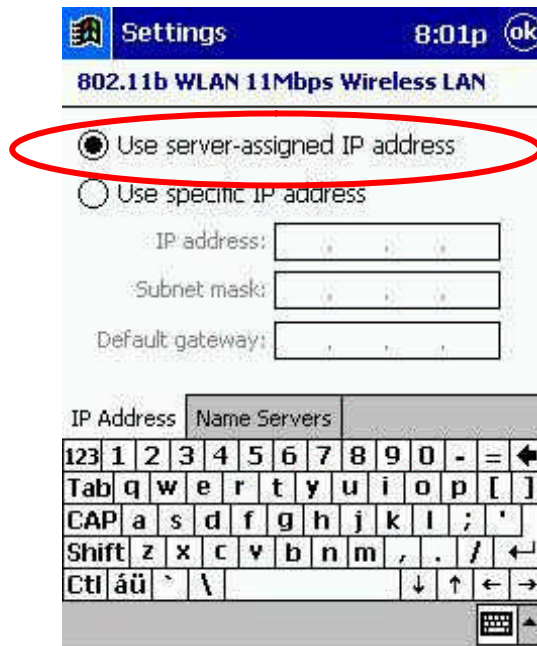 Settings 8:01p ok
802.11b WLAN 11Mbps Wireless LAN
Use server-assigned IP address
Use specific IP address
IP address: . . .
Subnet mask: . . .
Default gateway: . . .
IP Address Name Servers
123 1 2 3 4 5 6 7 8 9 0 - = ←
Tab q w e r t y u i o p [ ]
CAP a s d f g h j k l ; '
Shift z x c v b n m , . / ↵
Ctl áü ` \ ↓ ↑ ← →